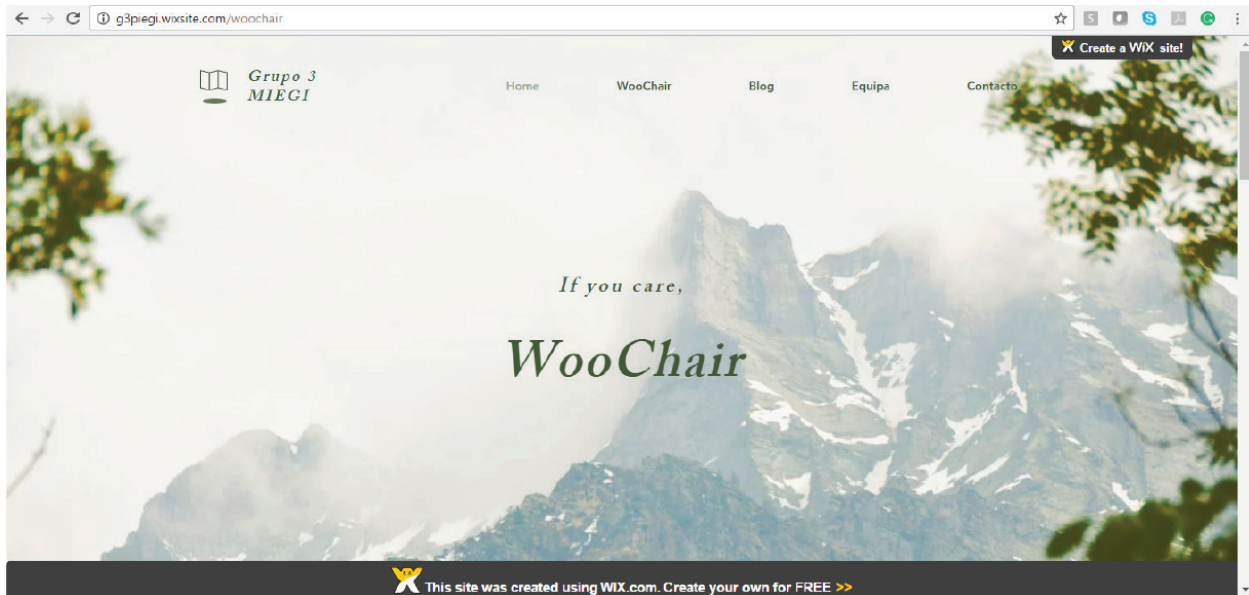 g3piegi.wixsite.com/woochair
Create a WiX site!
Grupo 3
MIEGI
Home WooChair Blog Equipa Contacto
If you care,
WooChair
This site was created using WIX.com. Create your own for FREE >>